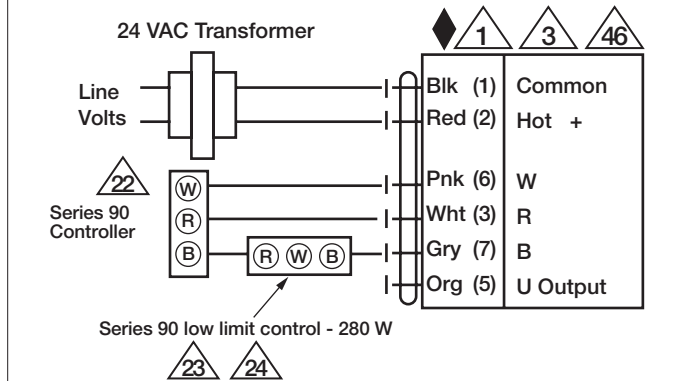 24 VAC Transformer
1 3 46
Line
Volts
Blk (1) Common
Red (2) Hot +
22
Series 90
Controller
W
R
B
R W B
Pnk (6) W
Wht (3) R
Gry (7) B
Org (5) U Output
Series 90 low limit control - 280 W
23 24